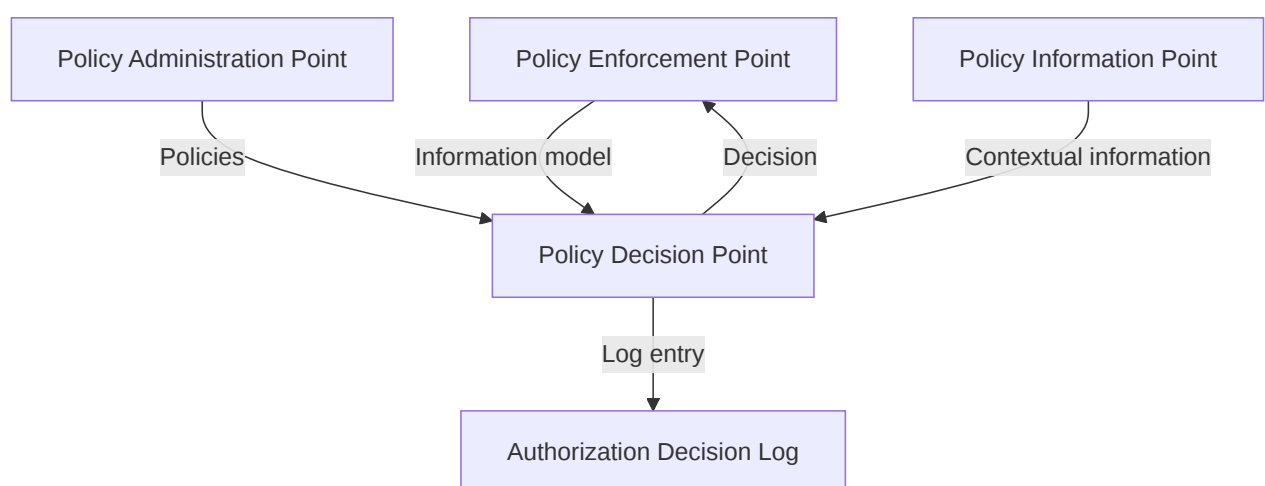 Policy Administration Point
Policy Enforcement Point
Policy Information Point
Policies
Information model
Decision
Contextual information
Policy Decision Point
Log entry
Authorization Decision Log